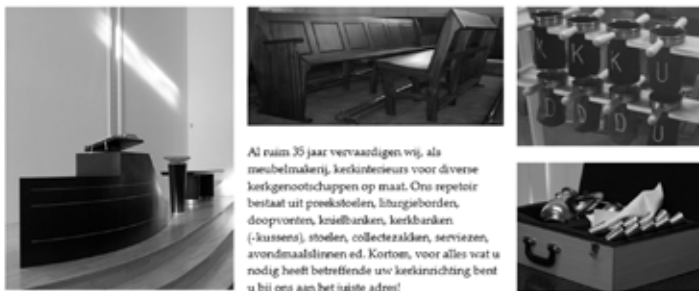 Al ruim 35 jaar vervaardigen wij, als
meubelmakerij, kerkinterieurs voor diverse
kerkgenootschappen op maat. Ons repetoir
bestaat uit preekstoelen, liturgieborden,
doopvonten, knielbanken, kerkbanken
(-kussens), stoelen, collectezakken, serviezen,
avondmaalslinnen ed. Kortom, voor alles wat u
nodig heeft betreffende uw kerkinrichting bent
u bij ons aan het juiste adres!
K K K U
D D D U